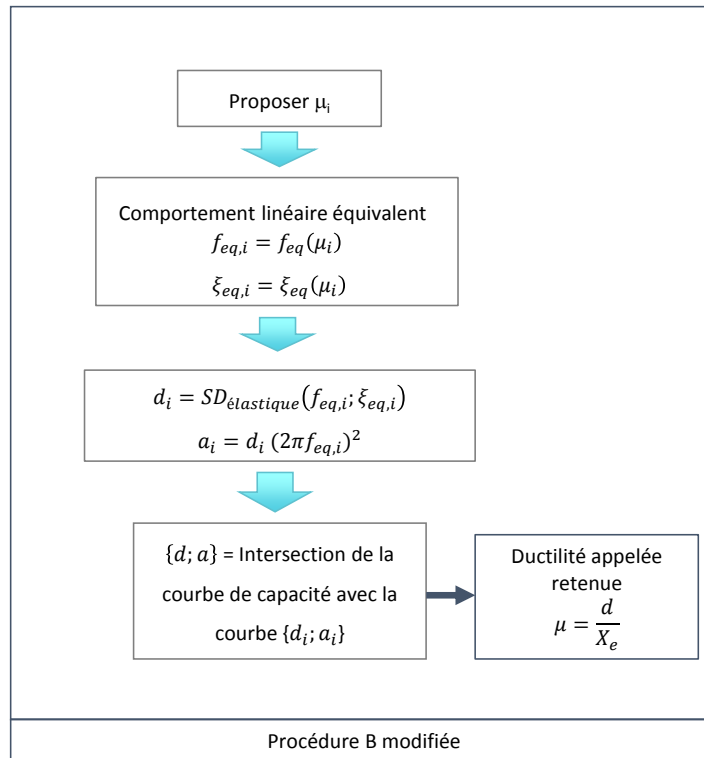 Proposer μᵢ
Comportement linéaire équivalent
f_{eq,i} = f_{eq}(μ_i)
ξ_{eq,i} = ξ_{eq}(μ_i)
d_i = SD_{élastique}(f_{eq,i}; ξ_{eq,i})
a_i = d_i (2πf_{eq,i})²
{d; a} = Intersection de la
courbe de capacité avec la
courbe {d_i; a_i}
Ductilité appelée
retenue
μ = d/X_e
Procédure B modifiée